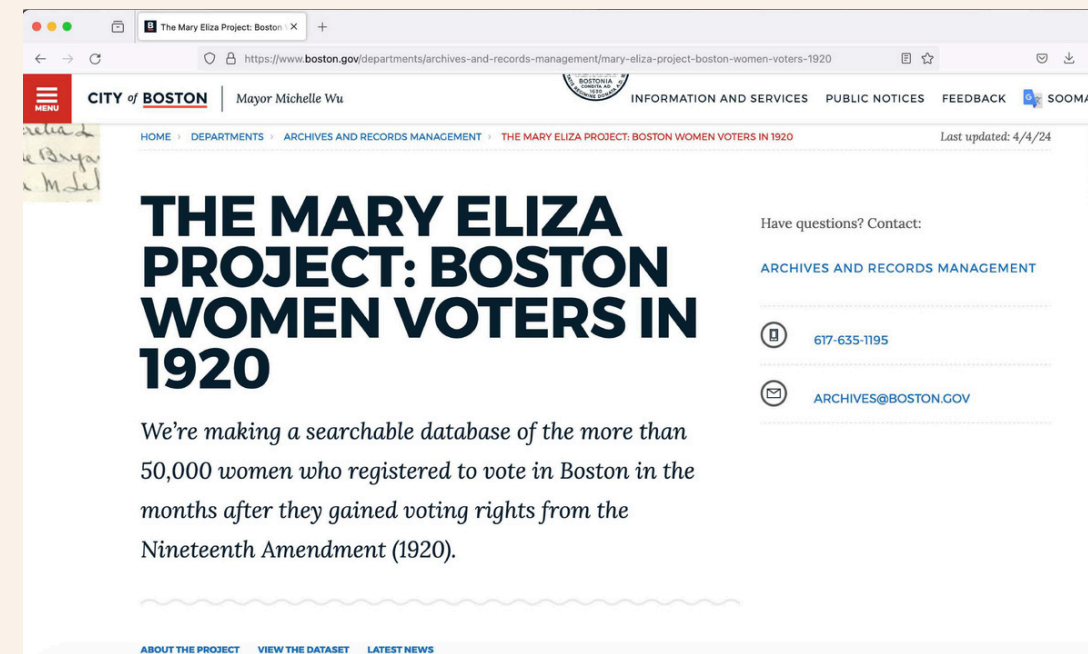 The Mary Eliza Project: Boston
https://www.boston.gov/departments/archives-and-records-management/mary-eliza-project-boston-women-voters-1920
MENU
CITY of BOSTON
Mayor Michelle Wu
BOSTONIA
CONDITA AD
1630
INFORMATION AND SERVICES PUBLIC NOTICES FEEDBACK SOOMA
HOME › DEPARTMENTS › ARCHIVES AND RECORDS MANAGEMENT › THE MARY ELIZA PROJECT: BOSTON WOMEN VOTERS IN 1920
Last updated: 4/4/24
THE MARY ELIZA
PROJECT: BOSTON
WOMEN VOTERS IN
1920
We're making a searchable database of the more than
50,000 women who registered to vote in Boston in the
months after they gained voting rights from the
Nineteenth Amendment (1920).
Have questions? Contact:
ARCHIVES AND RECORDS MANAGEMENT
617-635-1195
ARCHIVES@BOSTON.GOV
ABOUT THE PROJECT VIEW THE DATASET LATEST NEWS